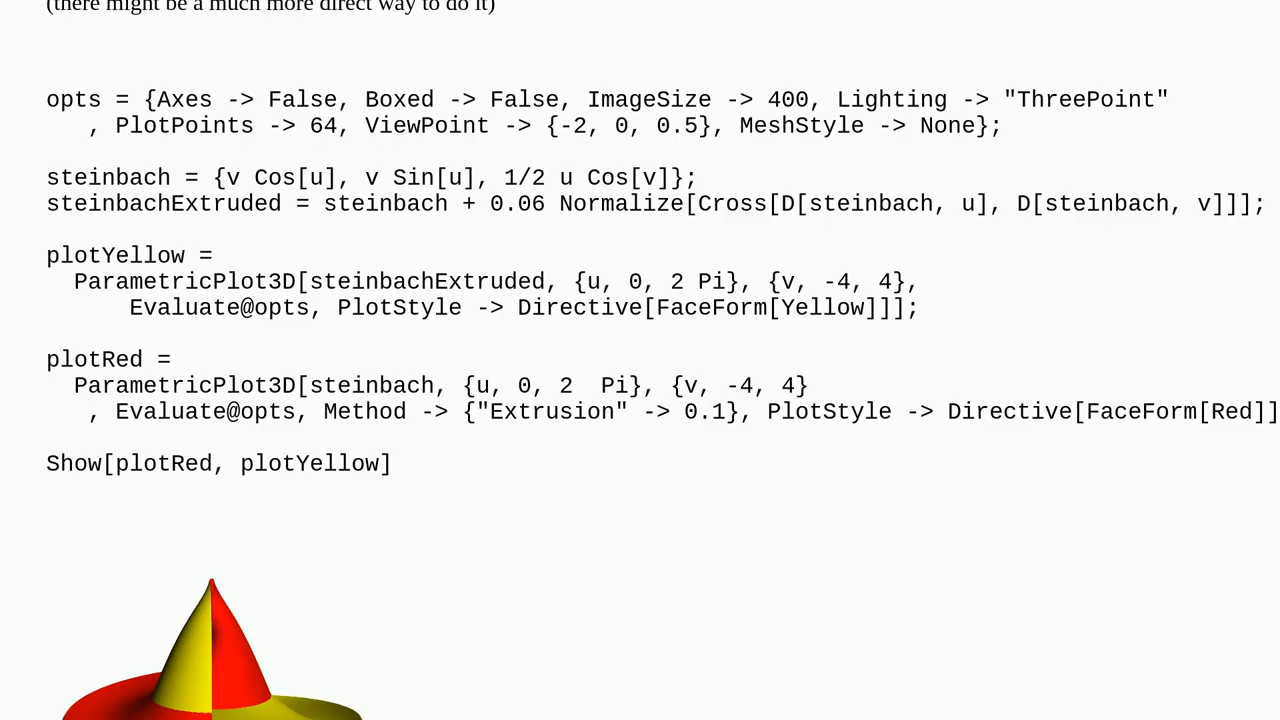 (there might be a much more direct way to do it)
opts = {Axes -> False, Boxed -> False, ImageSize -> 400, Lighting -> "ThreePoint"
, PlotPoints -> 64, ViewPoint -> {-2, 0, 0.5}, MeshStyle -> None};
steinbach = {v Cos[u], v Sin[u], 1/2 u Cos[v]};
steinbachExtruded = steinbach + 0.06 Normalize[Cross[D[steinbach, u], D[steinbach, v]]];
plotYellow =
ParametricPlot3D[steinbachExtruded, {u, 0, 2 Pi}, {v, -4, 4},
Evaluate@opts, PlotStyle -> Directive[FaceForm[Yellow]]];
plotRed =
ParametricPlot3D[steinbach, {u, 0, 2  Pi}, {v, -4, 4}
, Evaluate@opts, Method -> {"Extrusion" -> 0.1}, PlotStyle -> Directive[FaceForm[Red]]
Show[plotRed, plotYellow]